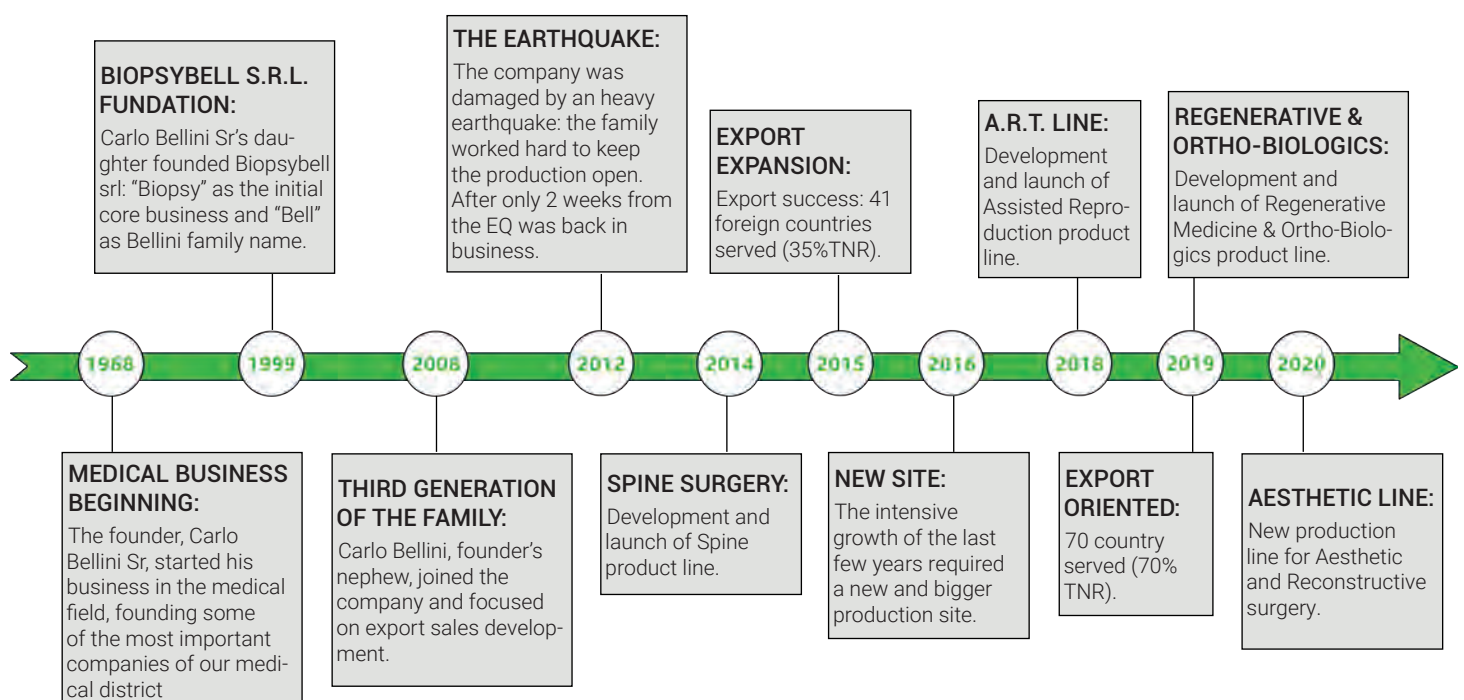 BIOPSYBELL S.R.L.
FUNDATION:
Carlo Bellini Sr's dau-
ghter founded Biopsybell
srl: “Biopsy” as the initial
core business and “Bell”
as Bellini family name.
THE EARTHQUAKE:
The company was
damaged by an heavy
earthquake: the family
worked hard to keep
the production open.
After only 2 weeks from
the EQ was back in
business.
EXPORT
EXPANSION:
Export success: 41
foreign countries
served (35%TNR).
A.R.T. LINE:
Development
and launch of
Assisted Repro-
duction product
line.
REGENERATIVE &
ORTHO-BIOLOGICS:
Development and
launch of Regenerative
Medicine & Ortho-Biolo-
gics product line.
1968
1999
2008
2012
2014
2015
2016
2018
2019
2020
MEDICAL BUSINESS
BEGINNING:
The founder, Carlo
Bellini Sr, started his
business in the medical
field, founding some
of the most important
companies of our medi-
cal district
THIRD GENERATION
OF THE FAMILY:
Carlo Bellini, founder's
nephew, joined the
company and focused
on export sales develop-
ment.
SPINE SURGERY:
Development and
launch of Spine
product line.
NEW SITE:
The intensive
growth of the last
few years required
a new and bigger
production site.
EXPORT
ORIENTED:
70 country
served (70%
TNR).
AESTHETIC LINE:
New production
line for Aesthetic
and Reconstructive
surgery.